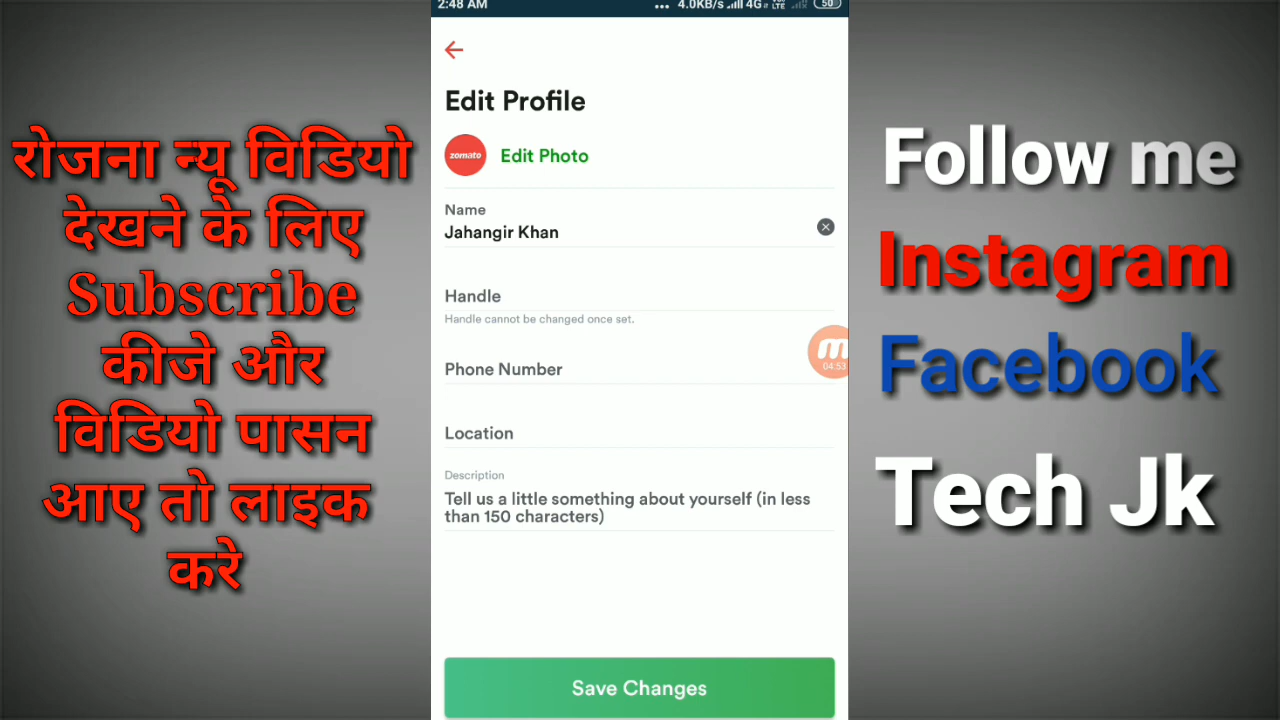 रोजना न्यू विडियो
देखने के लिए
Subscribe
कीजे और
विडियो पासन
आए तो लाइक
करे
2:48 AM
... 4.0KB/s 4G VoLTE 50
Edit Profile
zomato
Edit Photo
Name
Jahangir Khan
Handle
Handle cannot be changed once set.
04:53
Phone Number
Location
Description
Tell us a little something about yourself (in less
than 150 characters)
Save Changes
Follow me
Instagram
Facebook
Tech Jk